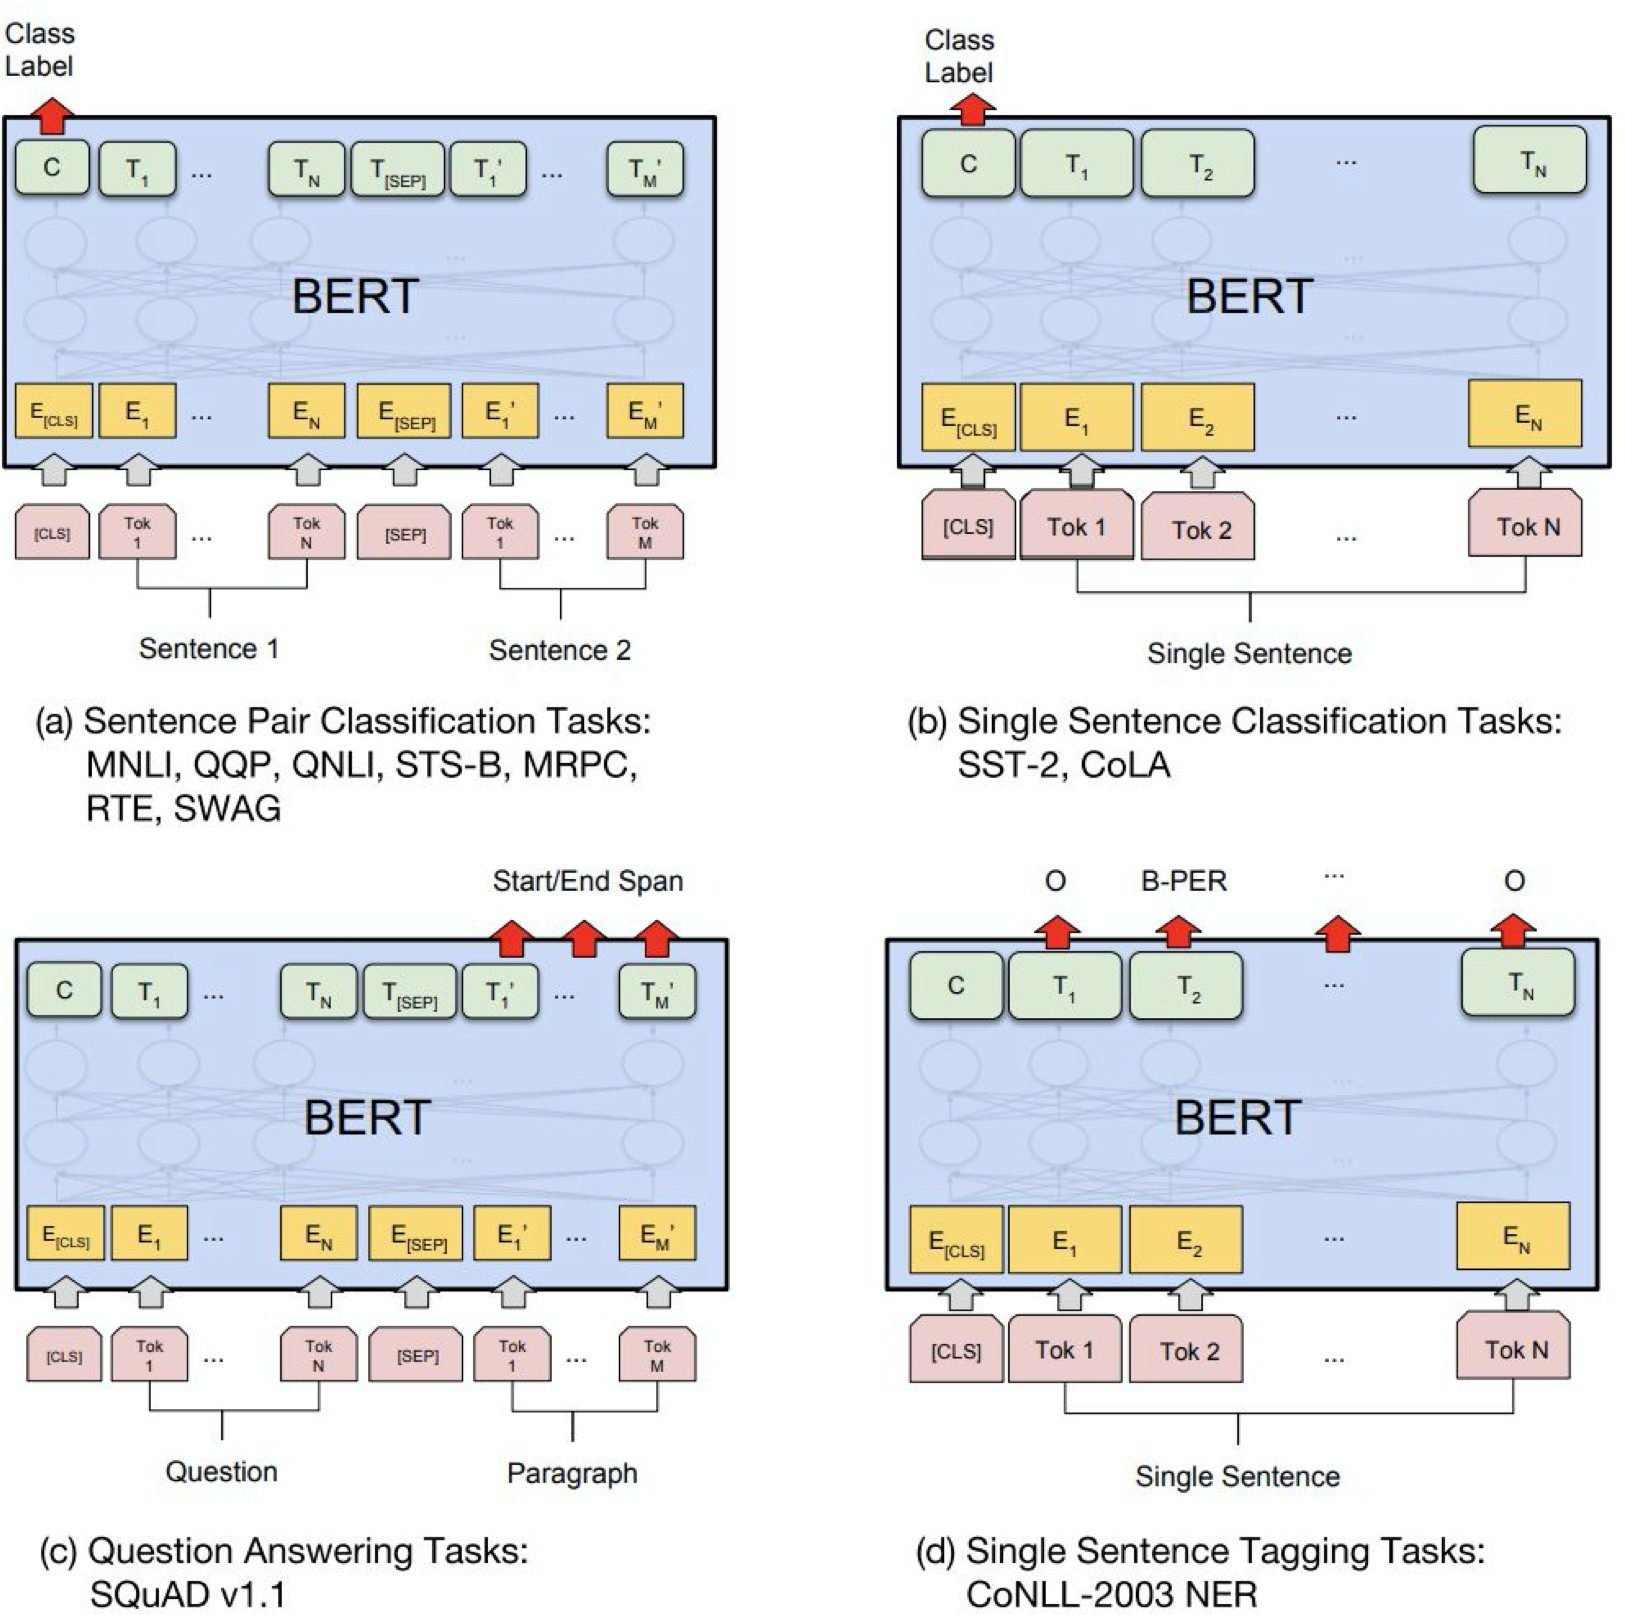 Class
Label
C T1 ... TN T[SEP] T1' ... TM'
...
BERT
...
E[CLS] E1 ... EN E[SEP] E1' ... EM'
[CLS] Tok 1 ... Tok N [SEP] Tok 1 ... Tok M
Sentence 1 Sentence 2
(a) Sentence Pair Classification Tasks:
MNLI, QQP, QNLI, STS-B, MRPC,
RTE, SWAG
Class
Label
C T1 T2 ... TN
...
BERT
...
E[CLS] E1 E2 ... EN
[CLS] Tok 1 Tok 2 ... Tok N
Single Sentence
(b) Single Sentence Classification Tasks:
SST-2, CoLA
Start/End Span
C T1 ... TN T[SEP] T1' ... TM'
...
BERT
...
E[CLS] E1 ... EN E[SEP] E1' ... EM'
[CLS] Tok 1 ... Tok N [SEP] Tok 1 ... Tok M
Question Paragraph
(c) Question Answering Tasks:
SQuAD v1.1
O B-PER ... O
C T1 T2 ... TN
...
BERT
...
E[CLS] E1 E2 ... EN
[CLS] Tok 1 Tok 2 ... Tok N
Single Sentence
(d) Single Sentence Tagging Tasks:
CoNLL-2003 NER